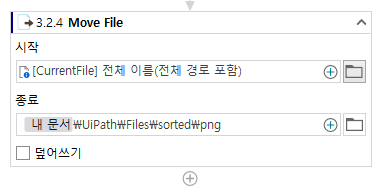 3.2.4 Move File
시작
[CurrentFile] 전체 이름(전체 경로 포함)
종료
내 문서￦UiPath￦Files￦sorted￦png
덮어쓰기